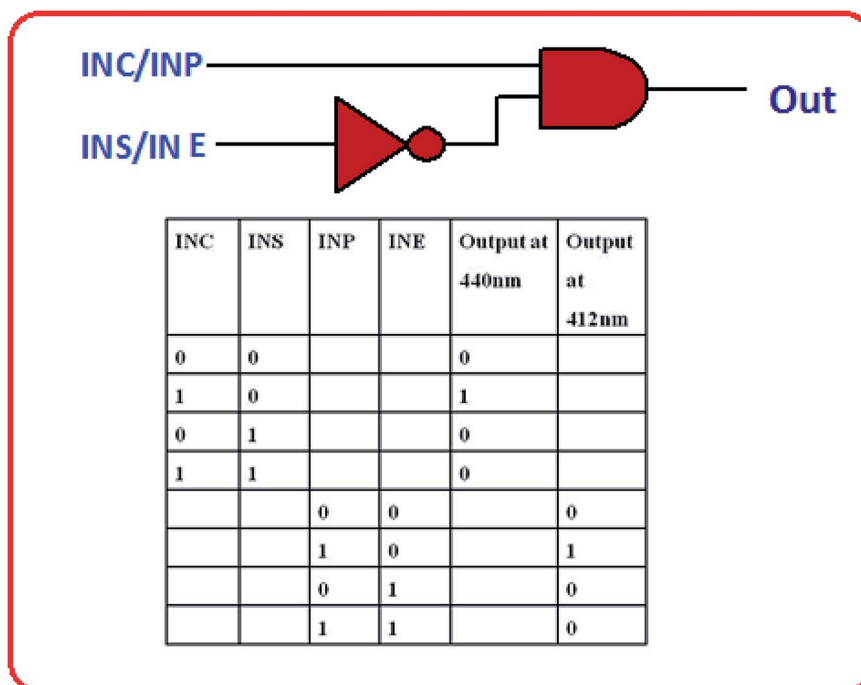 INC/INP
Out
INS/IN E
INC INS INP INE Output at Output
440nm at
412nm
0 0 0
1 0 1
0 1 0
1 1 0
0 0 0
1 0 1
0 1 0
1 1 0